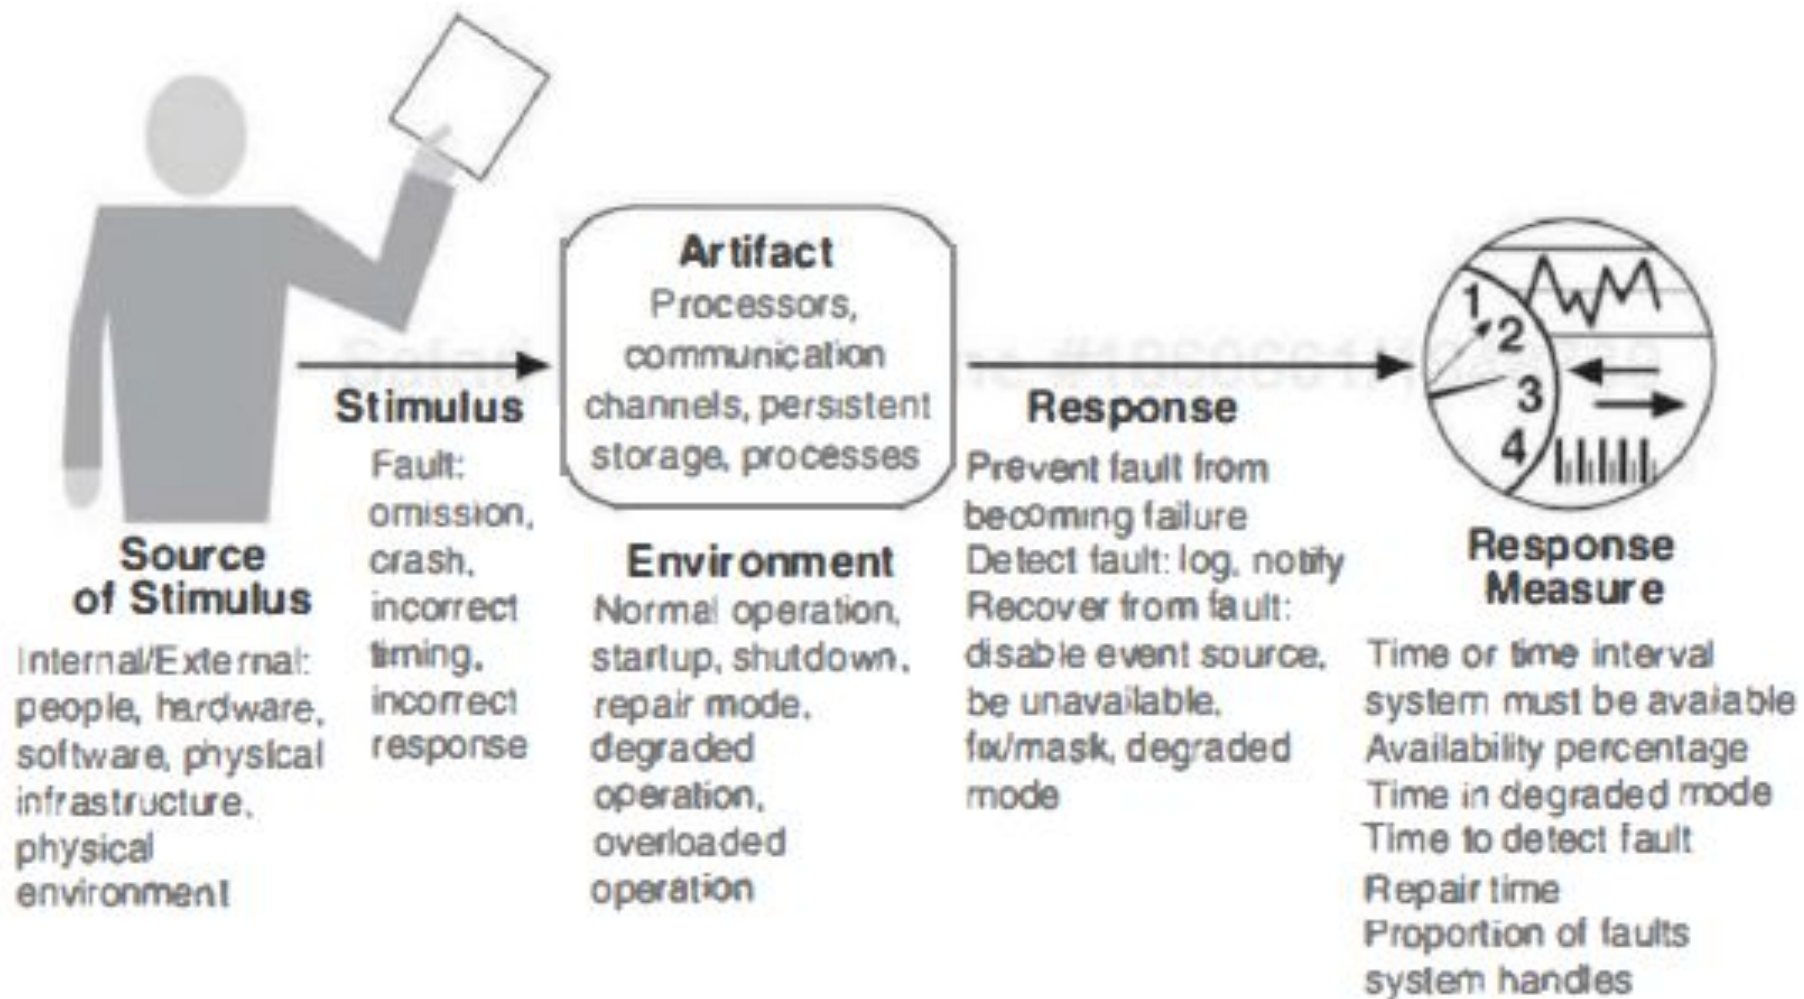 Artifact
Processors,
communication
channels, persistent
storage, processes
Stimulus
Fault:
omission,
crash,
incorrect
timing,
incorrect
response
Response
Prevent fault from
becoming failure
Detect fault: log, notify
Recover from fault:
disable event source,
be unavailable,
fix/mask, degraded
mode
1
2
3
4
Source
of Stimulus
Internal/External:
people, hardware,
software, physical
infrastructure,
physical
environment
Environment
Normal operation,
startup, shutdown,
repair mode,
degraded
operation,
overloaded
operation
Response
Measure
Time or time interval
system must be avaiable
Availability percentage
Time in degraded mode
Time to detect fault
Repair time
Proportion of faults
system handles